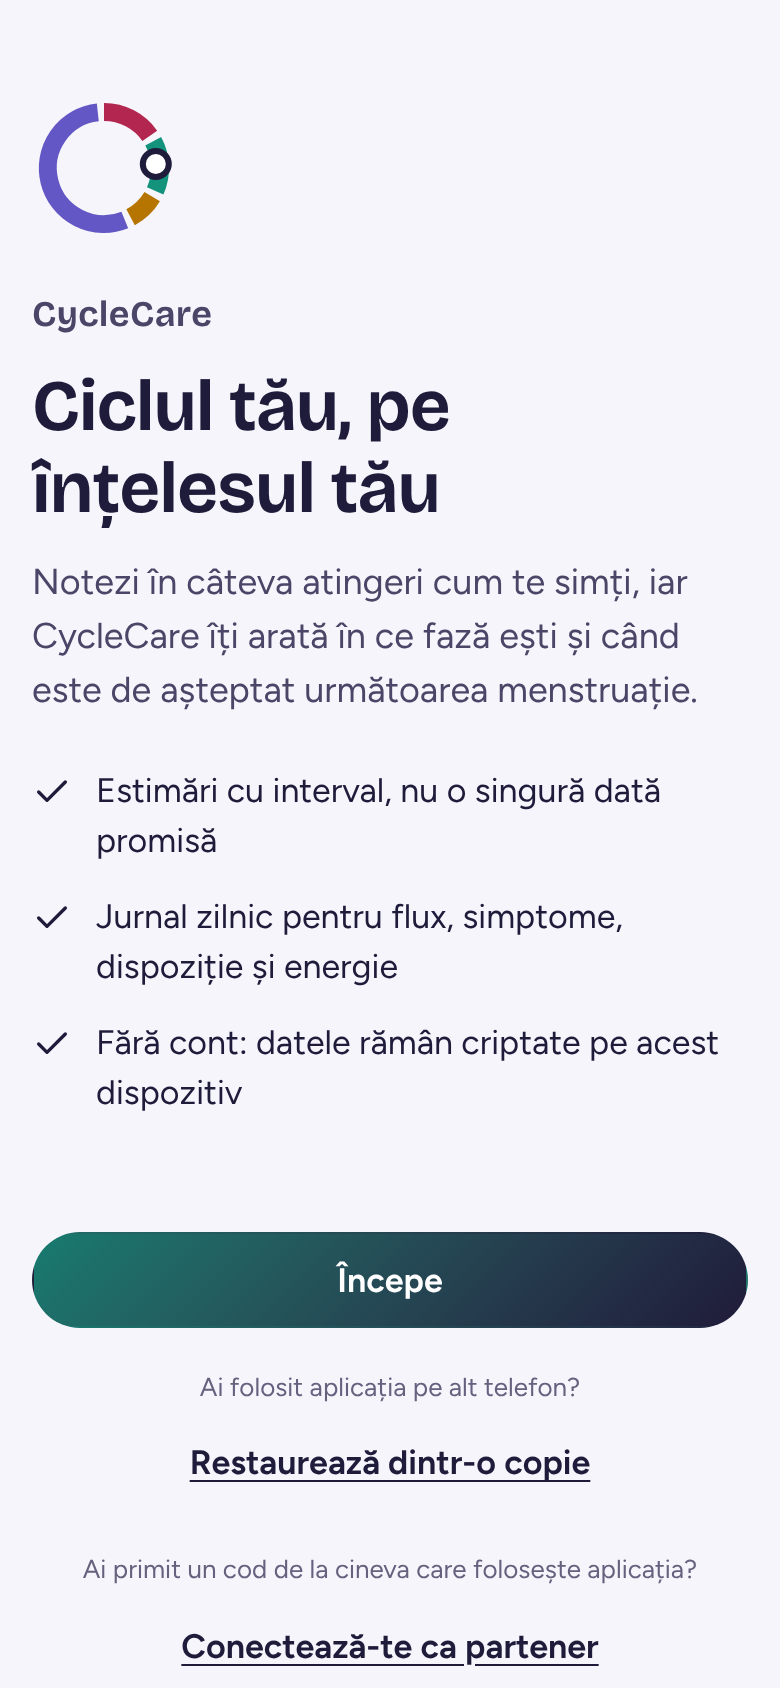 CycleCare
Ciclul tău, pe
înțelesul tău
Notezi în câteva atingeri cum te simți, iar
CycleCare îți arată în ce fază ești și când
este de așteptat următoarea menstruație.
Estimări cu interval, nu o singură dată
promisă
Jurnal zilnic pentru flux, simptome,
dispoziție și energie
Fără cont: datele rămân criptate pe acest
dispozitiv
Începe
Ai folosit aplicația pe alt telefon?
Restaurează dintr-o copie
Ai primit un cod de la cineva care folosește aplicația?
Conectează-te ca partener